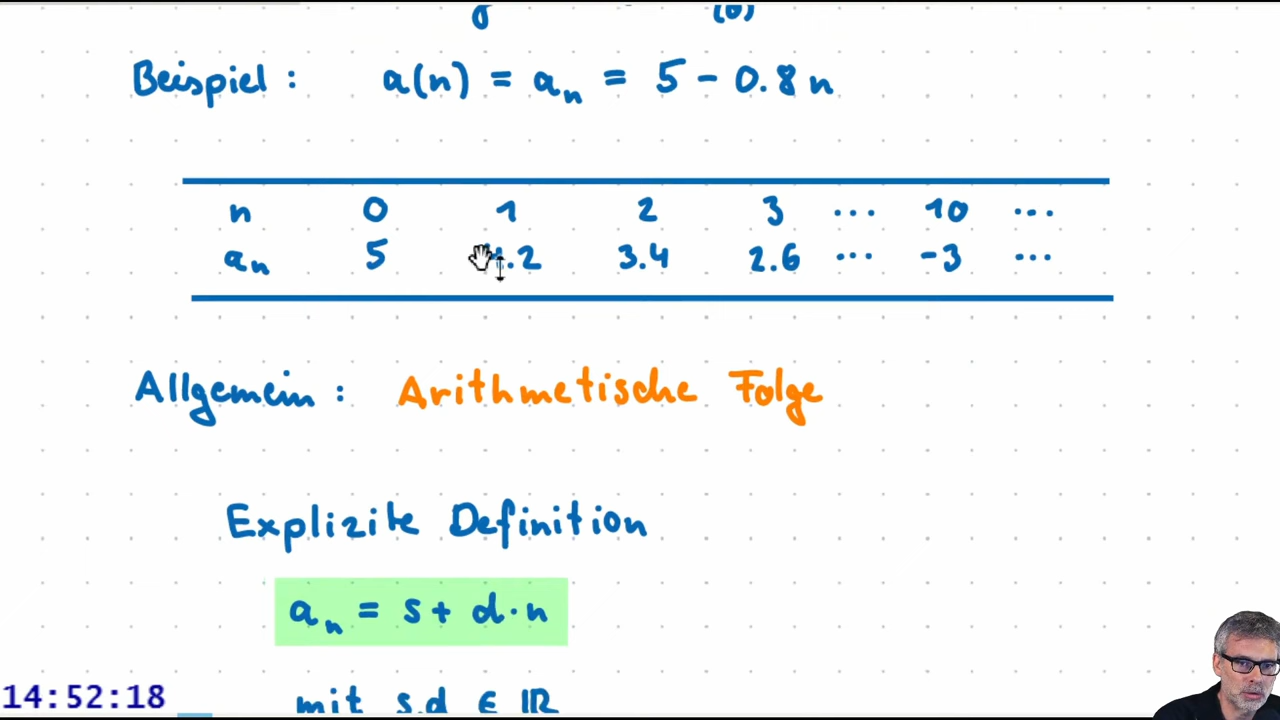 Beispiel : a(n) = aₙ = 5 - 0.8 n
n 0 1 2 3 ... 10 ...
aₙ 5 4.2 3.4 2.6 ... -3 ...
Allgemein : Arithmetische Folge
Explizite Definition
aₙ = s + d · n
mit s,d ∈ ℝ
14:52:18